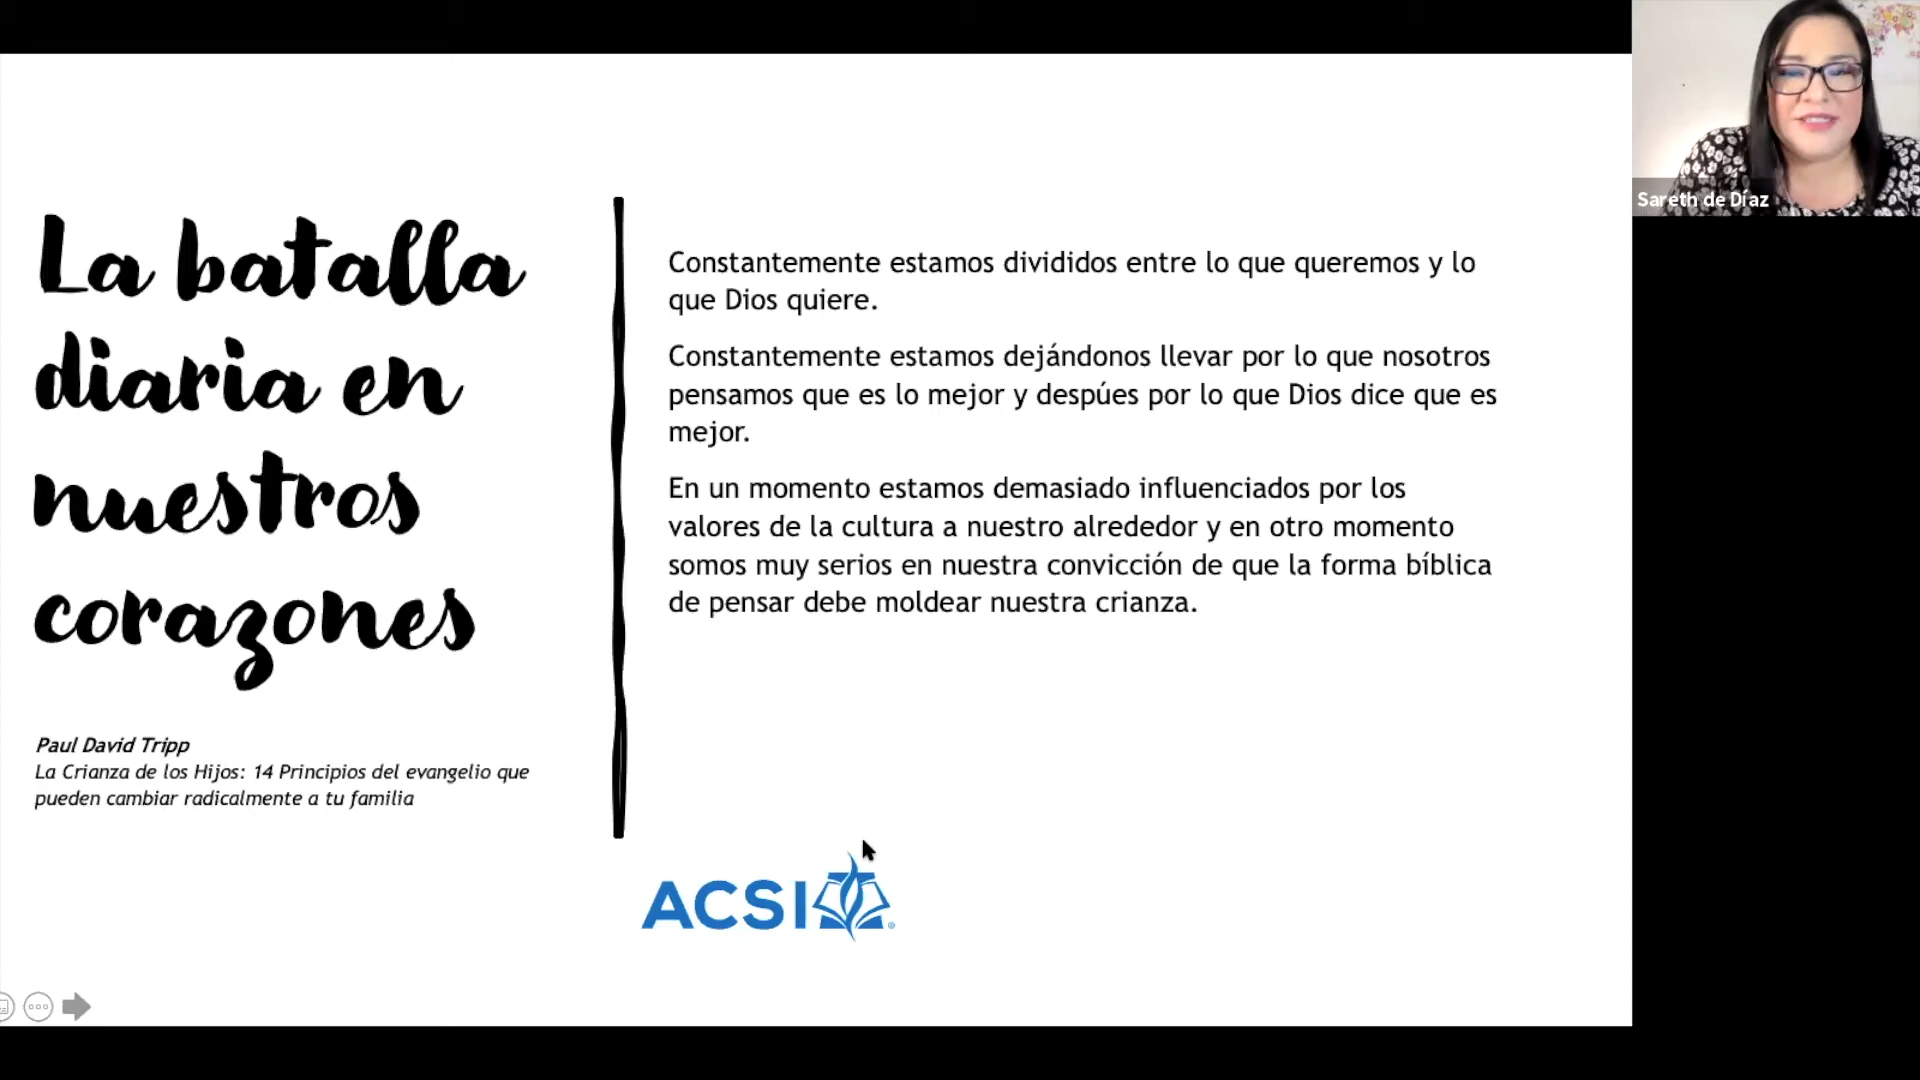 La batalla
diaria en
nuestros
corazones
Paul David Tripp
La Crianza de los Hijos: 14 Principios del evangelio que
pueden cambiar radicalmente a tu familia
Constantemente estamos divididos entre lo que queremos y lo
que Dios quiere.
Constantemente estamos dejándonos llevar por lo que nosotros
pensamos que es lo mejor y despúes por lo que Dios dice que es
mejor.
En un momento estamos demasiado influenciados por los
valores de la cultura a nuestro alrededor y en otro momento
somos muy serios en nuestra convicción de que la forma bíblica
de pensar debe moldear nuestra crianza.
ACSI
Sareth de Díaz